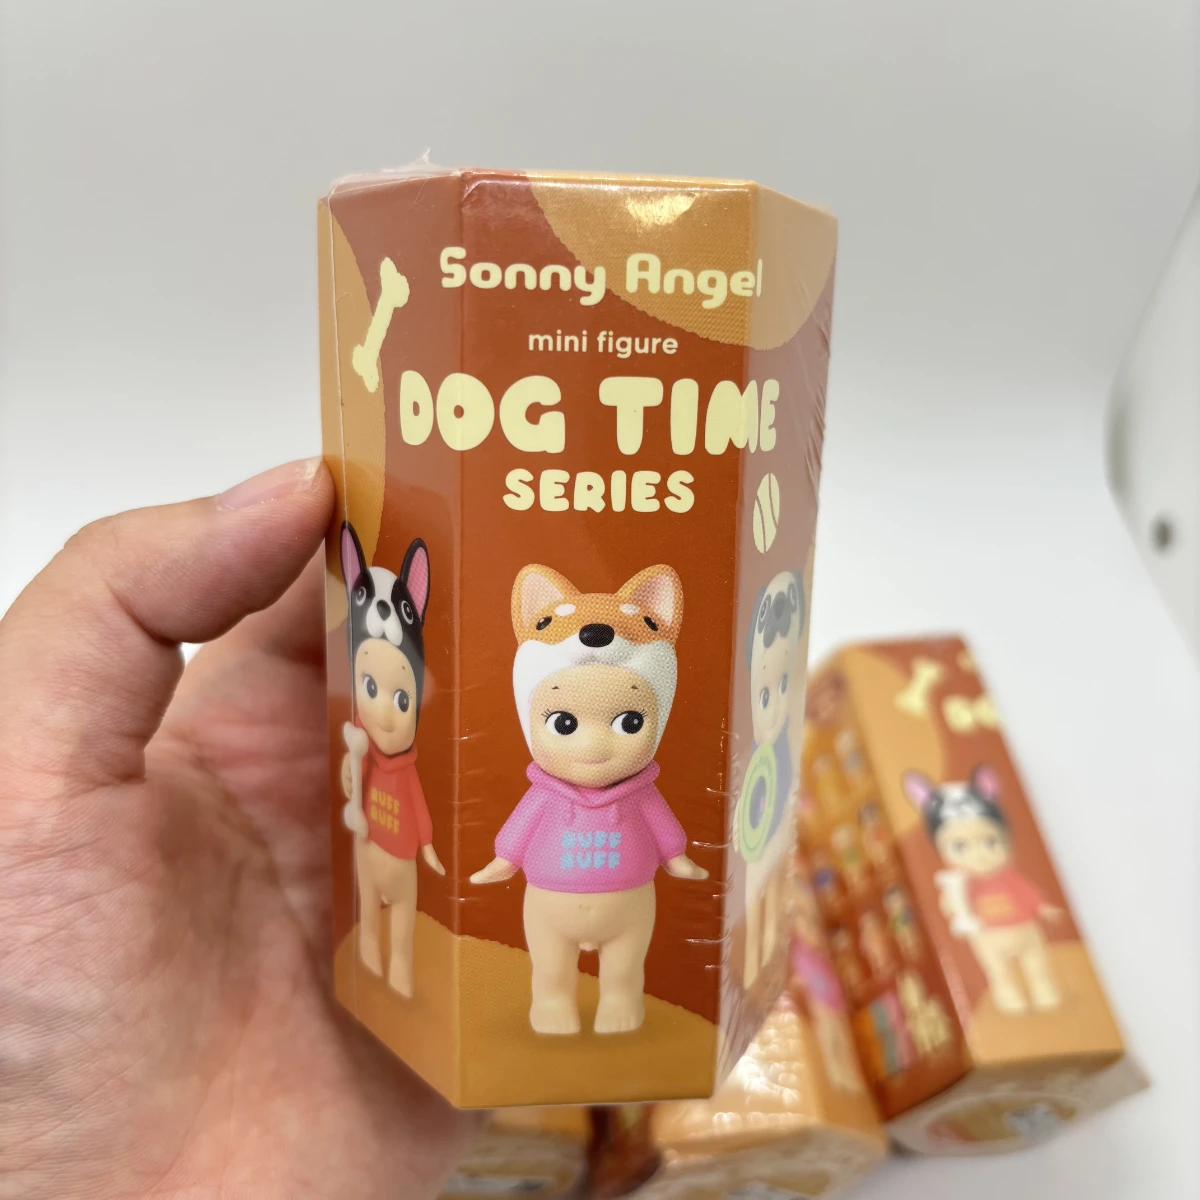 Sonny Angel
mini figure
DOG TIME
SERIES
RUFF
RUFF
RUFF
RUFF